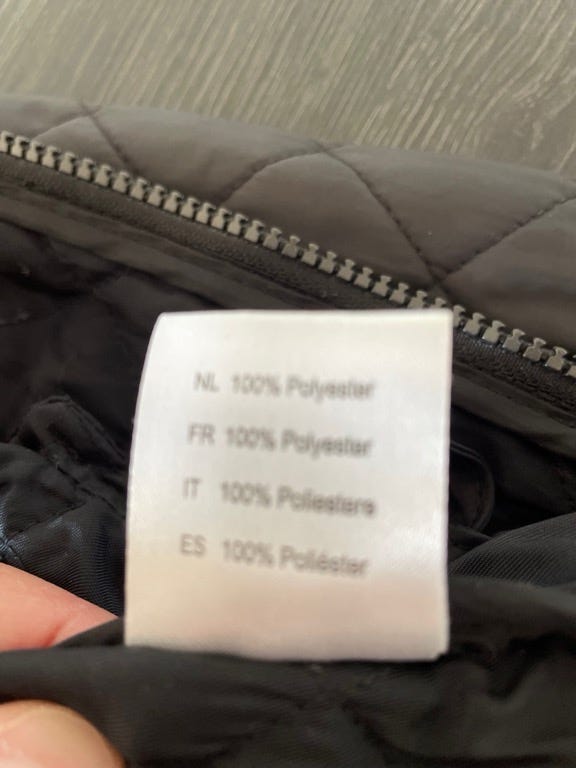 NL 100% Polyester
FR 100% Polyester
IT 100% Poliestere
ES 100% Poliéster